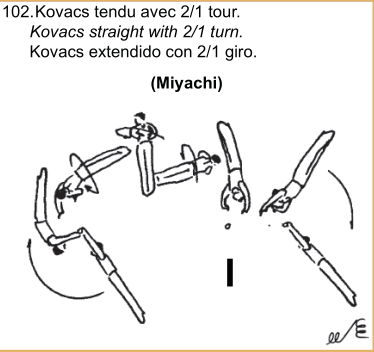 102.Kovacs tendu avec 2/1 tour.
Kovacs straight with 2/1 turn.
Kovacs extendido con 2/1 giro.
(Miyachi)
I